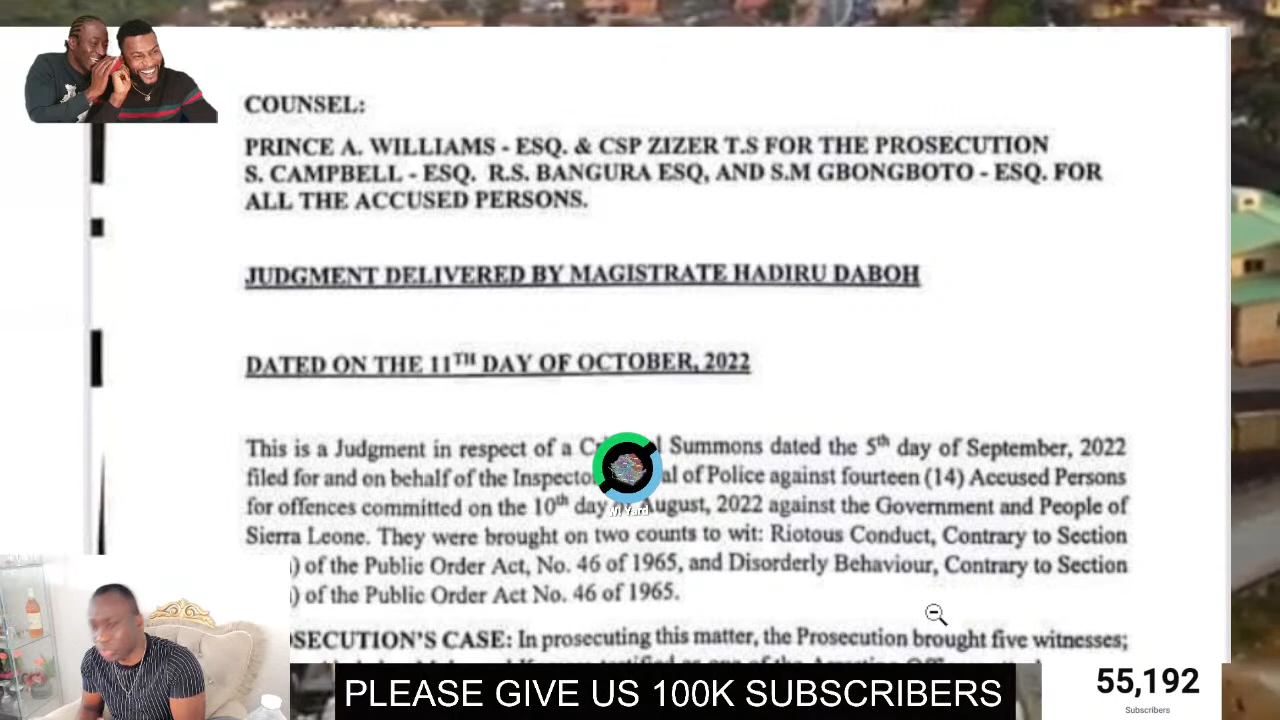 COUNSEL:
PRINCE A. WILLIAMS - ESQ. & CSP ZIZER T.S FOR THE PROSECUTION
S. CAMPBELL - ESQ. R.S. BANGURA ESQ, AND S.M GBONGBOTO - ESQ. FOR
ALL THE ACCUSED PERSONS.
JUDGMENT DELIVERED BY MAGISTRATE HADIRU DABOH
DATED ON THE 11TH DAY OF OCTOBER, 2022
This is a Judgment in respect of a Summons dated the 5th day of September, 2022
filed for and on behalf of the of Police against fourteen (14) Accused Persons
for offences committed on the 10th day August, 2022 against the Government and People of
Sierra Leone. They were brought on two counts to wit: Riotous Conduct, Contrary to Section
) of the Public Order Act, No. 46 of 1965, and Disorderly Behaviour, Contrary to Section
) of the Public Order Act No. 46 of 1965.
SECUTION'S CASE: In prosecuting this matter, the Prosecution brought five witnesses;
Wi Yard
PLEASE GIVE US 100K SUBSCRIBERS
55,192
Subscribers